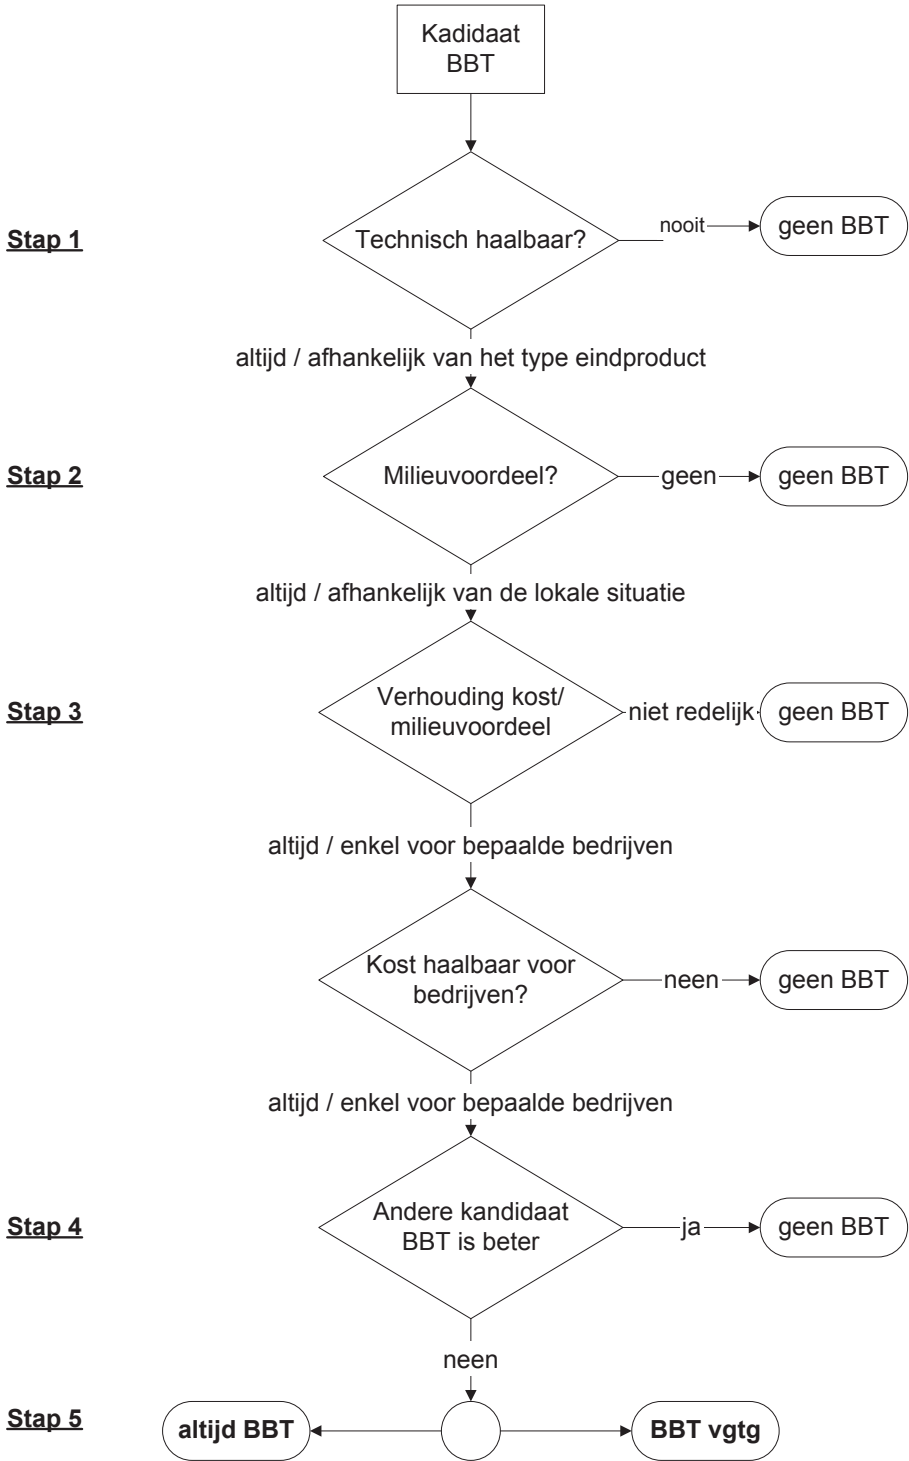 Kadidaat
BBT
Stap 1
Technisch haalbaar?
nooit
geen BBT
altijd / afhankelijk van het type eindproduct
Stap 2
Milieuvoordeel?
geen
geen BBT
altijd / afhankelijk van de lokale situatie
Stap 3
Verhouding kost/
milieuvoordeel
niet redelijk
geen BBT
altijd / enkel voor bepaalde bedrijven
Kost haalbaar voor
bedrijven?
neen
geen BBT
altijd / enkel voor bepaalde bedrijven
Stap 4
Andere kandidaat
BBT is beter
ja
geen BBT
neen
Stap 5
altijd BBT
BBT vgtg